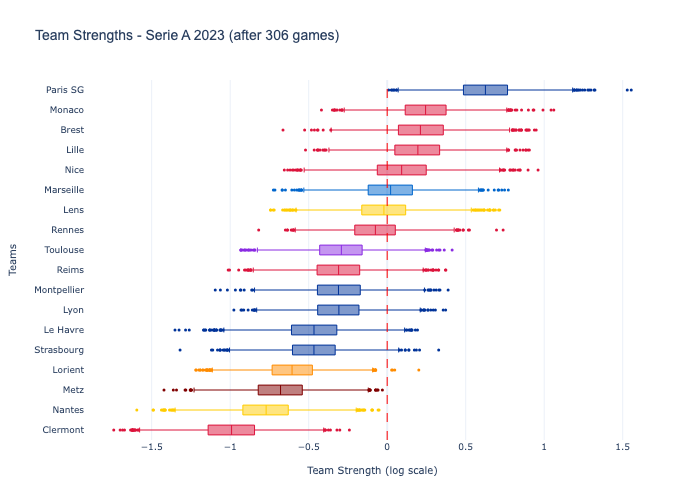 Team Strengths - Serie A 2023 (after 306 games)
Paris SG
Monaco
Brest
Lille
Nice
Marseille
Lens
Rennes
Toulouse
Reims
Montpellier
Lyon
Le Havre
Strasbourg
Lorient
Metz
Nantes
Clermont
Teams
−1.5 −1 −0.5 0 0.5 1 1.5
Team Strength (log scale)